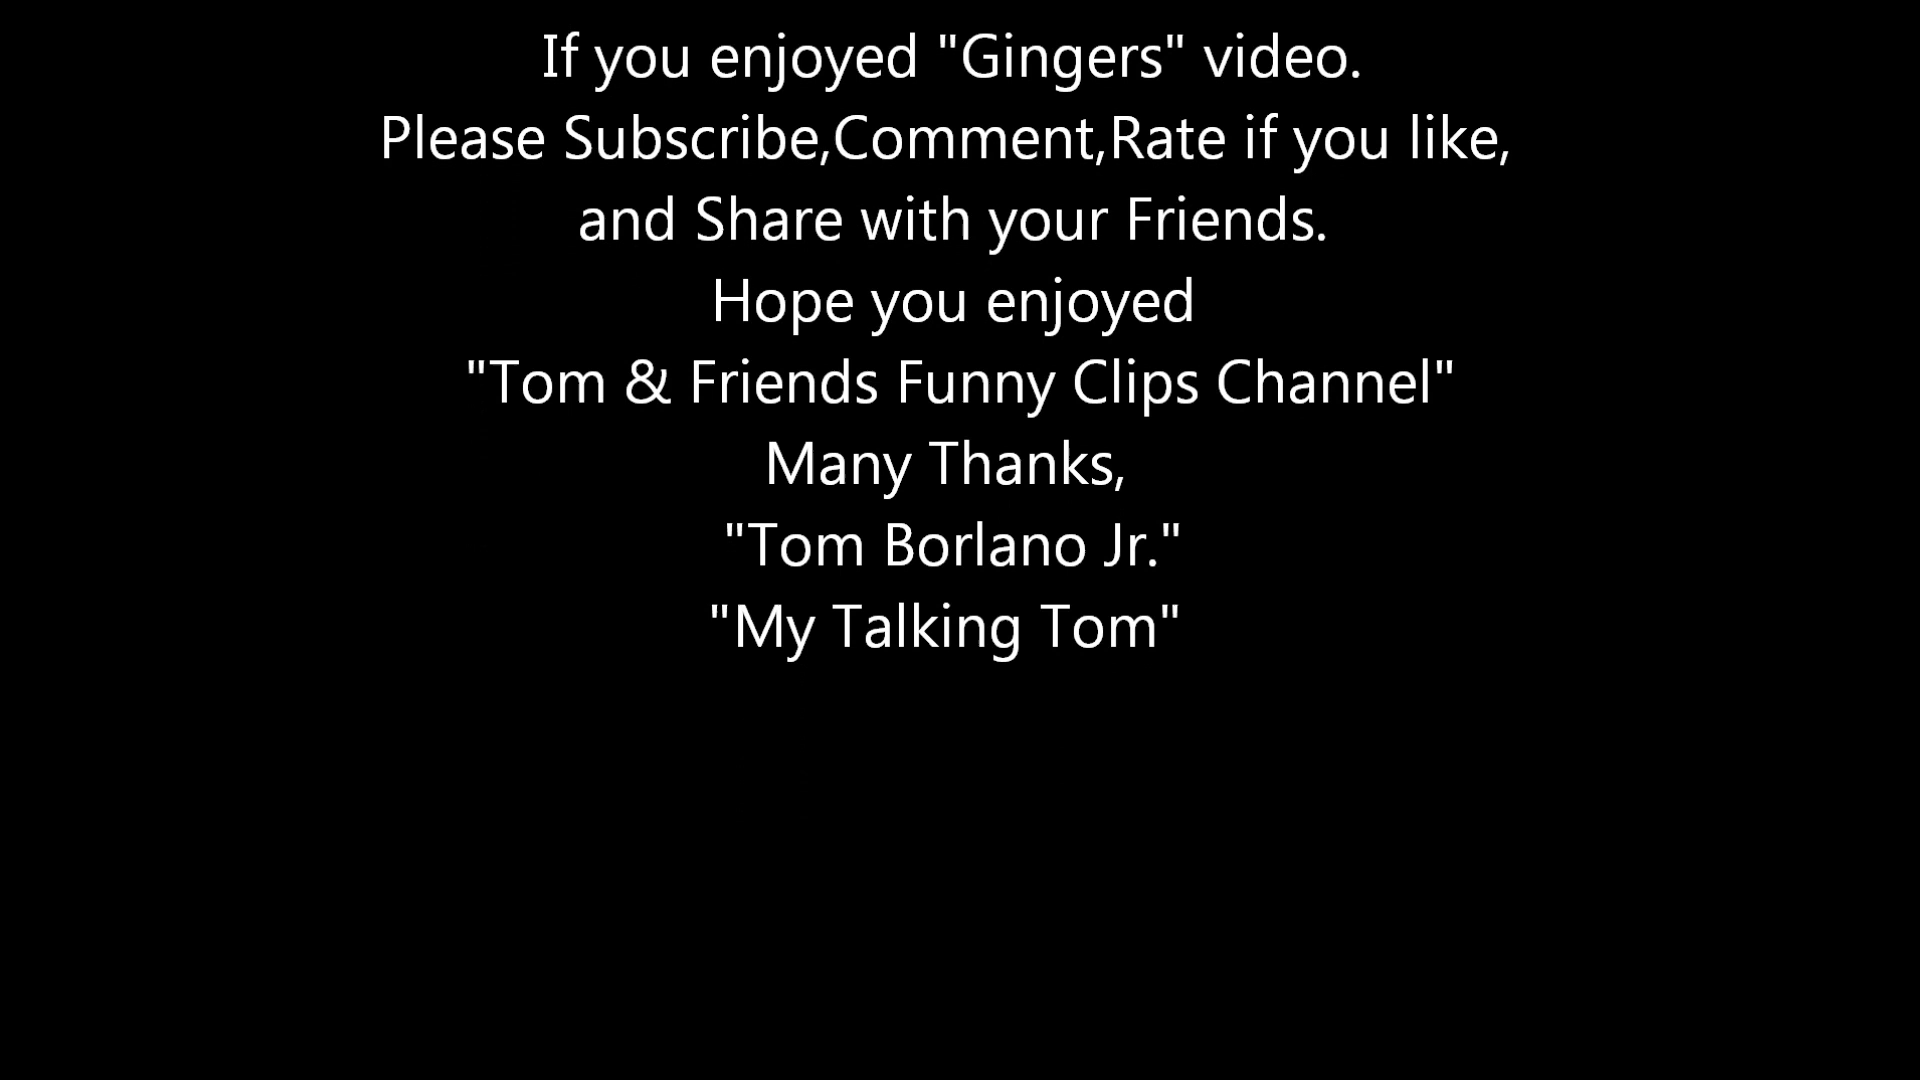 If you enjoyed "Gingers" video.
Please Subscribe,Comment,Rate if you like,
and Share with your Friends.
Hope you enjoyed
"Tom & Friends Funny Clips Channel"
Many Thanks,
"Tom Borlano Jr."
"My Talking Tom"